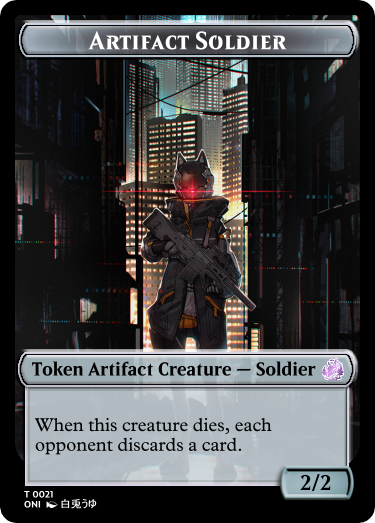 Artifact Soldier
Token Artifact Creature — Soldier
When this creature dies, each
opponent discards a card.
2/2
T 0021
ONI 白兎うゆ